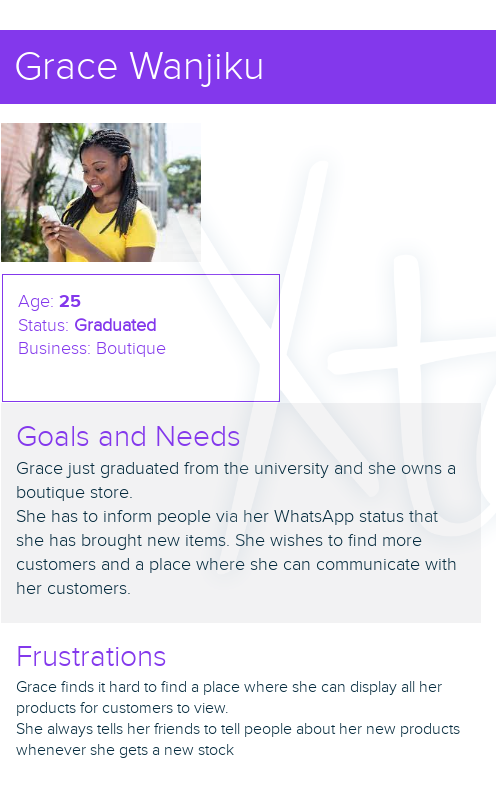 Grace Wanjiku
Age: 25
Status: Graduated
Business: Boutique
Goals and Needs
Grace just graduated from the university and she owns a
boutique store.
She has to inform people via her WhatsApp status that
she has brought new items. She wishes to find more
customers and a place where she can communicate with
her customers.
Frustrations
Grace finds it hard to find a place where she can display all her
products for customers to view.
She always tells her friends to tell people about her new products
whenever she gets a new stock